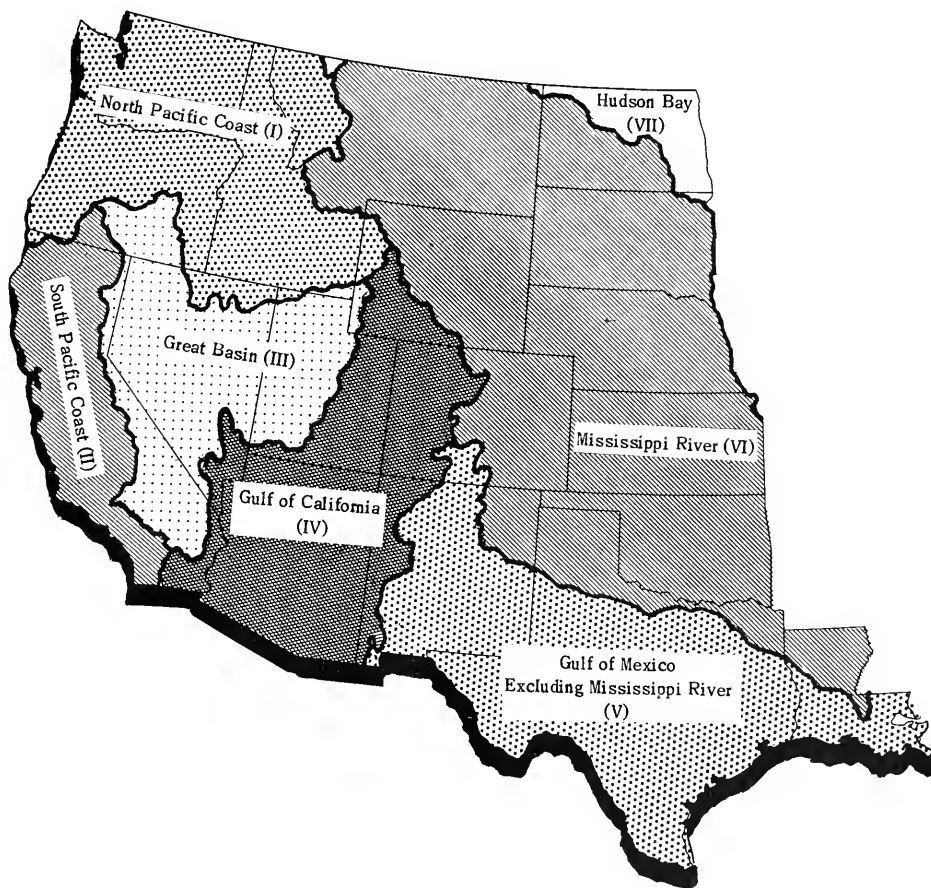 Hudson Bay
(VII)
North Pacific Coast (I)
South Pacific
Coast (II)
Great Basin (III)
Mississippi River (VI)
Gulf of California
(IV)
Gulf of Mexico
Excluding Mississippi River
(V)